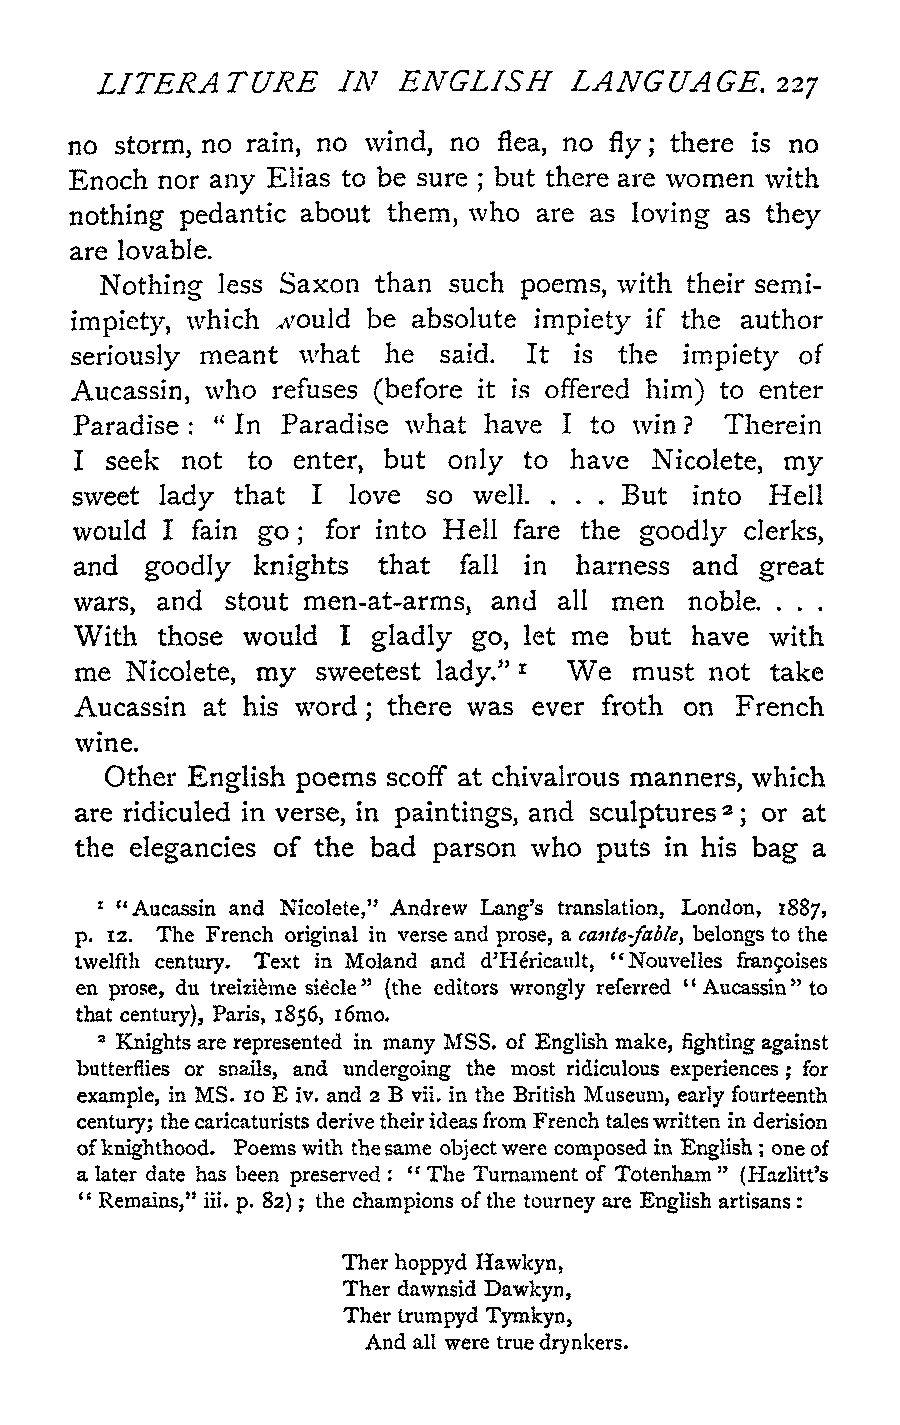 LITERATURE IN ENGLISH LANGUAGE. 227
no storm, no rain, no wind, no flea, no fly; there is no
Enoch nor any Elias to be sure ; but there are women with
nothing pedantic about them, who are as loving as they
are lovable.
Nothing less Saxon than such poems, with their semi-
impiety, which would be absolute impiety if the author
seriously meant what he said. It is the impiety of
Aucassin, who refuses (before it is offered him) to enter
Paradise : “ In Paradise what have I to win ? Therein
I seek not to enter, but only to have Nicolete, my
sweet lady that I love so well. . . . But into Hell
would I fain go ; for into Hell fare the goodly clerks,
and goodly knights that fall in harness and great
wars, and stout men-at-arms, and all men noble. . . .
With those would I gladly go, let me but have with
me Nicolete, my sweetest lady.” ¹ We must not take
Aucassin at his word ; there was ever froth on French
wine.
Other English poems scoff at chivalrous manners, which
are ridiculed in verse, in paintings, and sculptures ² ; or at
the elegancies of the bad parson who puts in his bag a
¹ “Aucassin and Nicolete,” Andrew Lang’s translation, London, 1887,
p. 12. The French original in verse and prose, a cante-fable, belongs to the
twelfth century. Text in Moland and d’Héricault, “Nouvelles françoises
en prose, du treizième siècle” (the editors wrongly referred “Aucassin” to
that century), Paris, 1856, 16mo.
² Knights are represented in many MSS. of English make, fighting against
butterflies or snails, and undergoing the most ridiculous experiences ; for
example, in MS. 10 E iv. and 2 B vii. in the British Museum, early fourteenth
century; the caricaturists derive their ideas from French tales written in derision
of knighthood. Poems with the same object were composed in English ; one of
a later date has been preserved : “ The Turnament of Totenham ” (Hazlitt’s
“ Remains,” iii. p. 82) ; the champions of the tourney are English artisans :
Ther hoppyd Hawkyn,
Ther dawnsid Dawkyn,
Ther trumpyd Tymkyn,
And all were true drynkers.